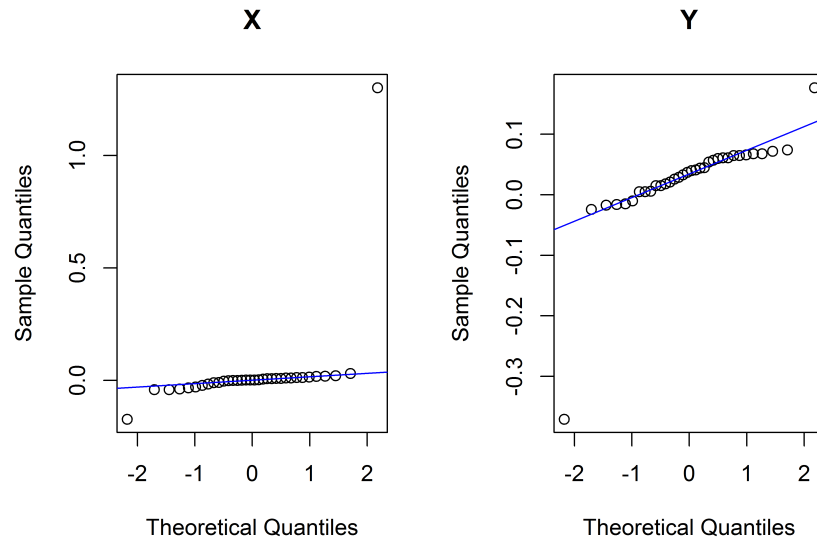 X
Sample Quantiles
1.0
0.5
0.0
-2 -1 0 1 2
Theoretical Quantiles
Y
Sample Quantiles
0.1
0.0
-0.1
-0.2
-0.3
-2 -1 0 1 2
Theoretical Quantiles